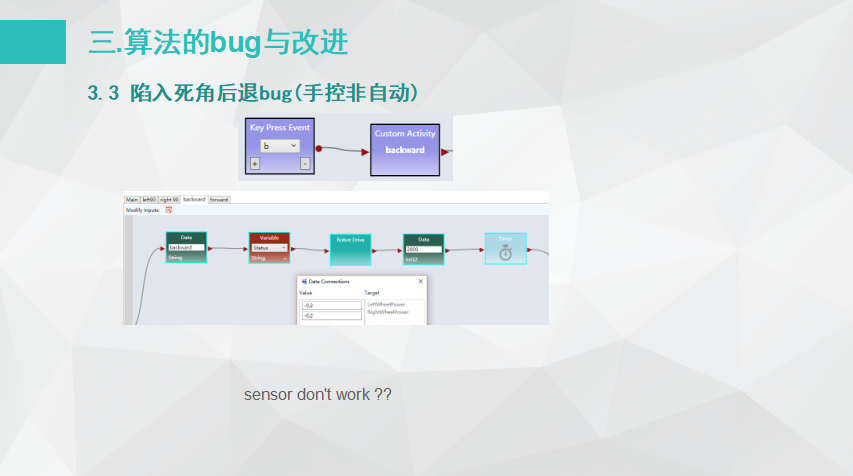 三.算法的bug与改进
3.3 陷入死角后退bug(手控非自动)
Key Press Event
b
+
-
Custom Activity
backward
Main left90 right 90 backward forward
Modify Inputs:
Data
backward
String
Variable
Status
String
Robot Drive
Data
2000
Int32
Timer
Data Connections
Value Target
-0.2 LeftWheelPower
-0.2 RightWheelPower
sensor don't work ??